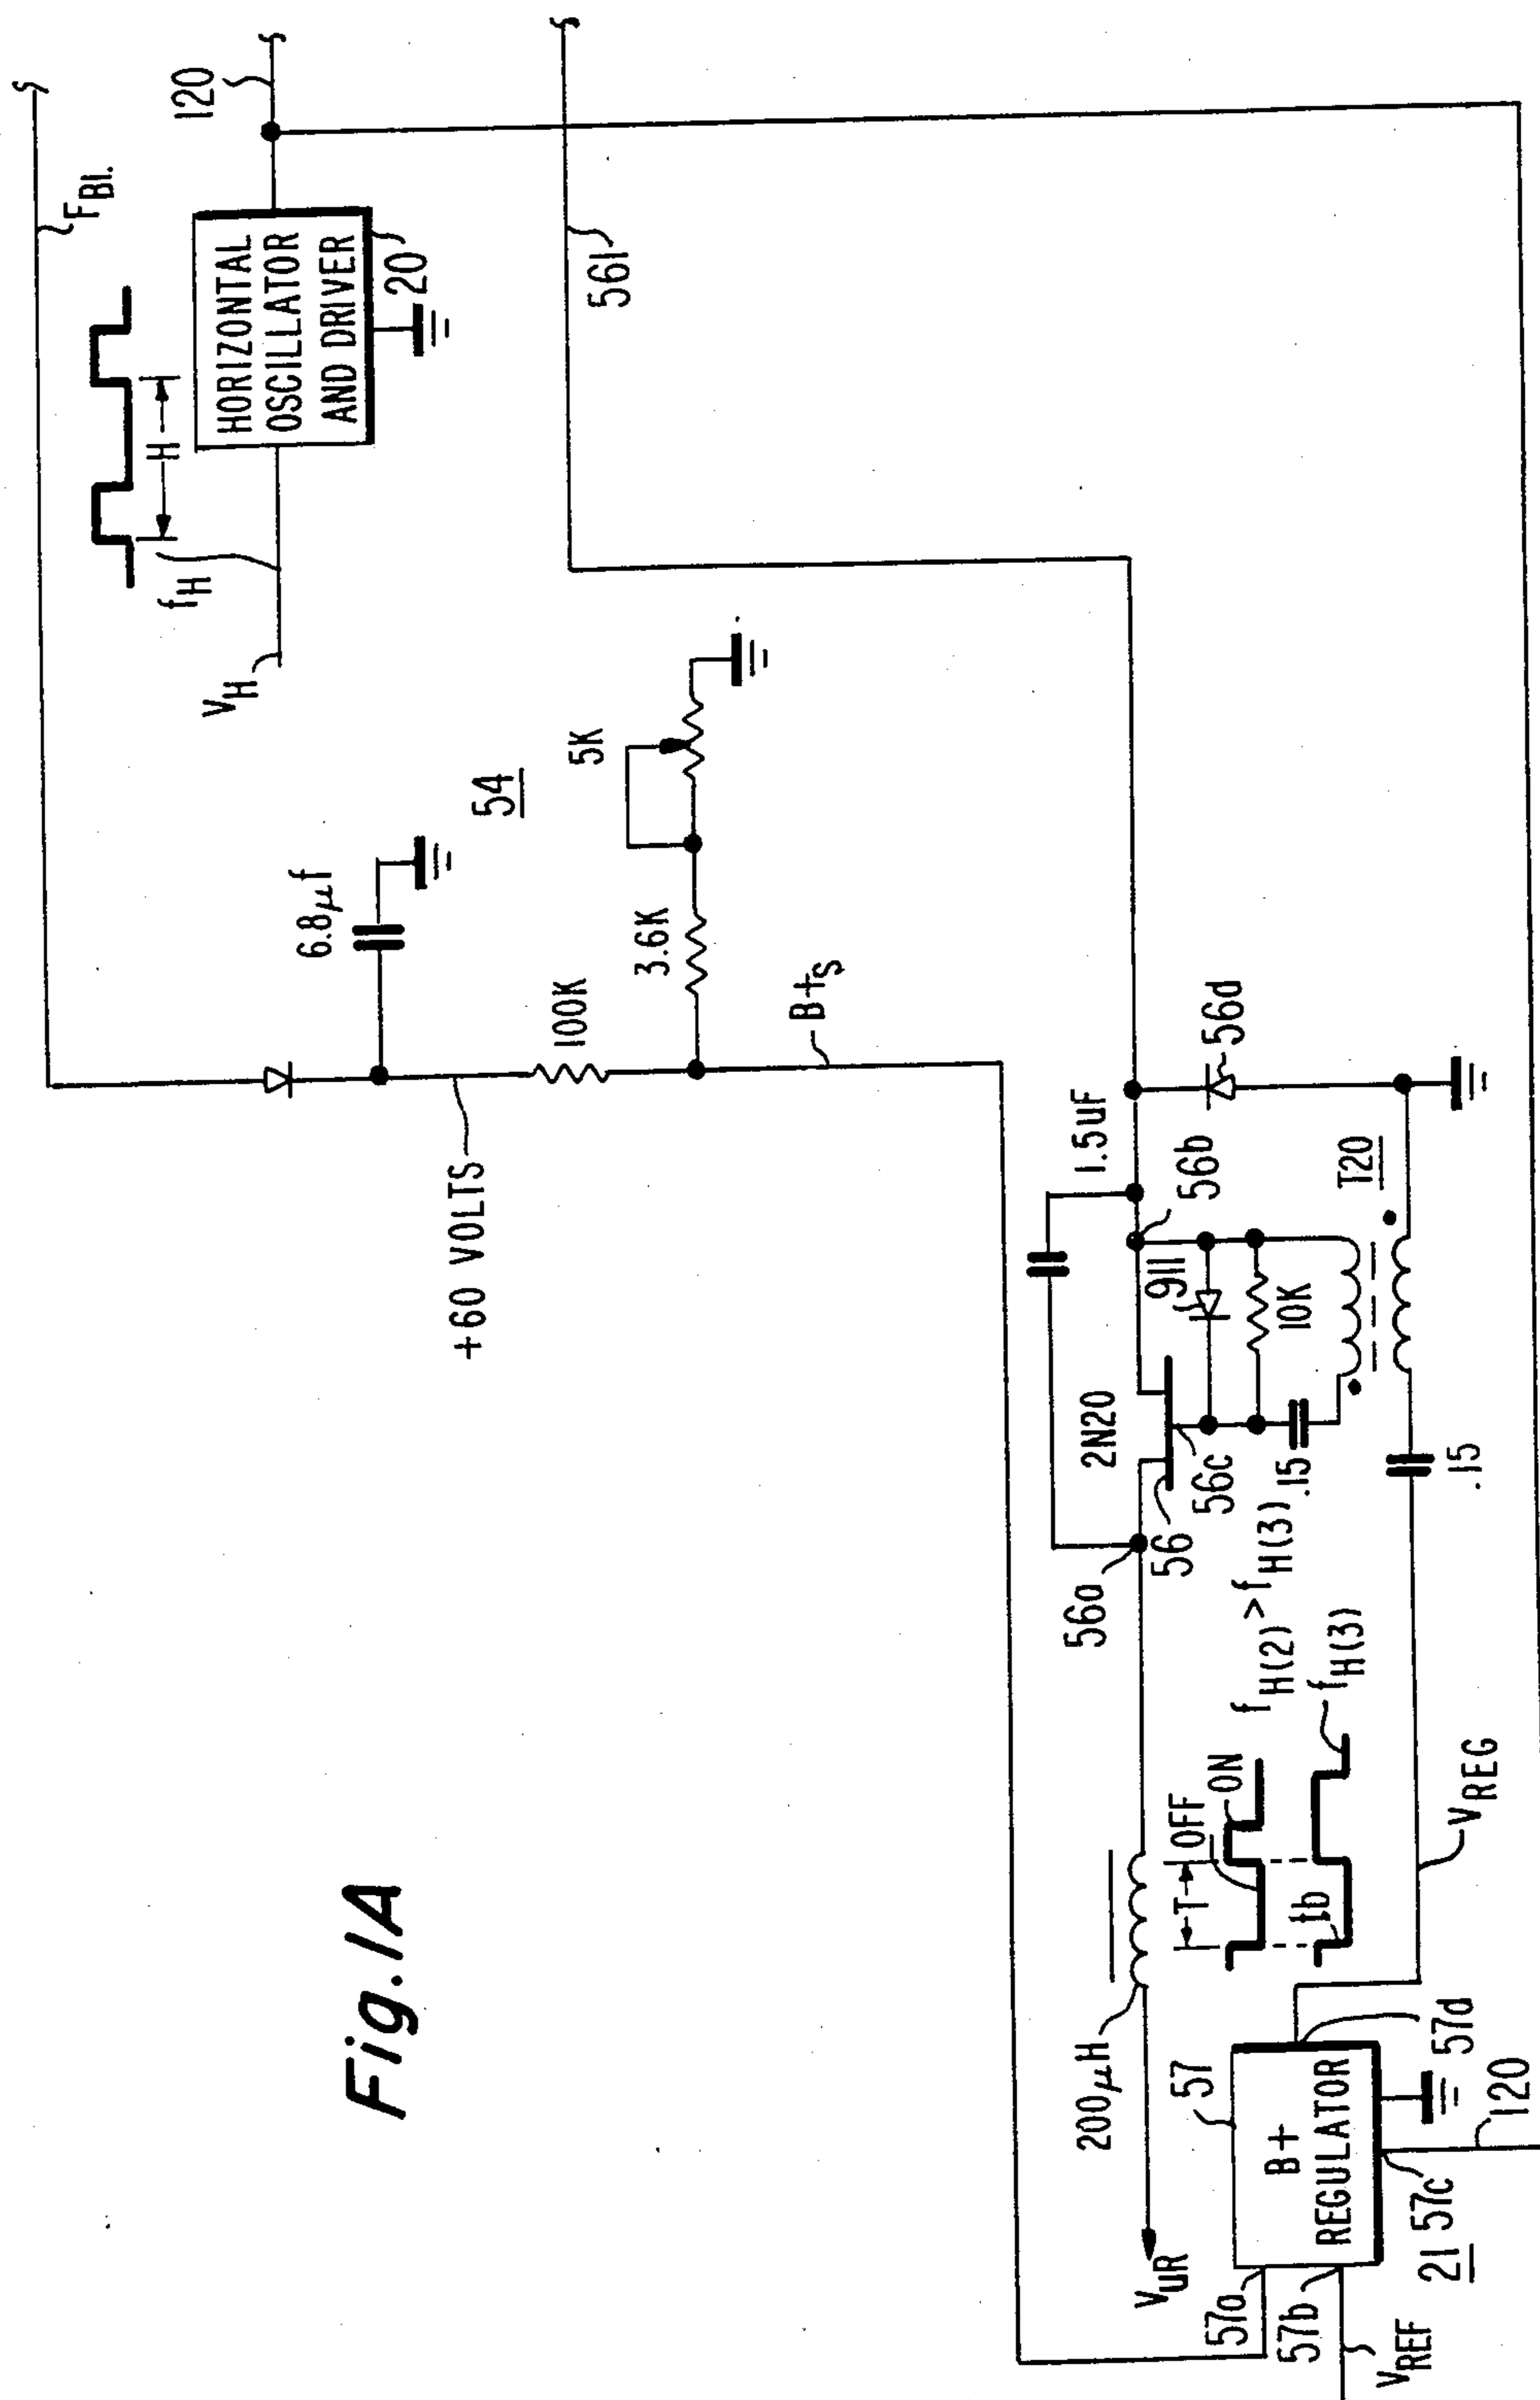 Fig.1A
F_B1.
120
V_H
f_H
H
HORIZONTAL
OSCILLATOR
AND DRIVER
20
561
6.8μf
54
5K
3.6K
100K
+60 VOLTS
B+_S
1.5uF
56b
56d
911
10K
T20
2N20
56a
56
56c
.15
.15
f_H(2) > f_H(3)
f_H(3)
T
OFF
ON
tb
200μH
V_uR
V_REG
57
57d
B+
REGULATOR
57a
57b
57c
21
120
V_REF